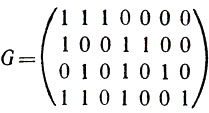 G = ( 1 1 1 0 0 0 0
1 0 0 1 1 0 0
0 1 0 1 0 1 0
1 1 0 1 0 0 1 )